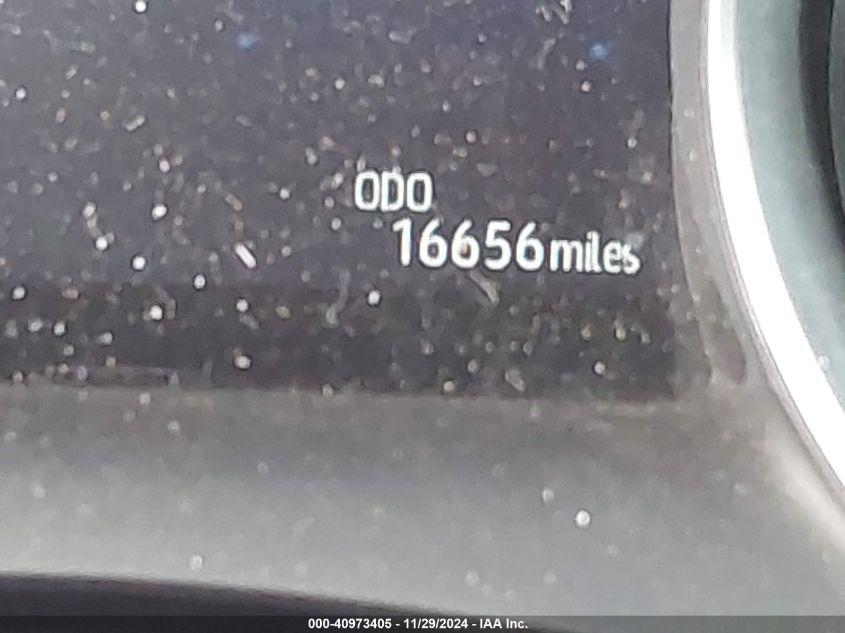 ODO
16656miles
000-40973405 - 11/29/2024 - IAA Inc.